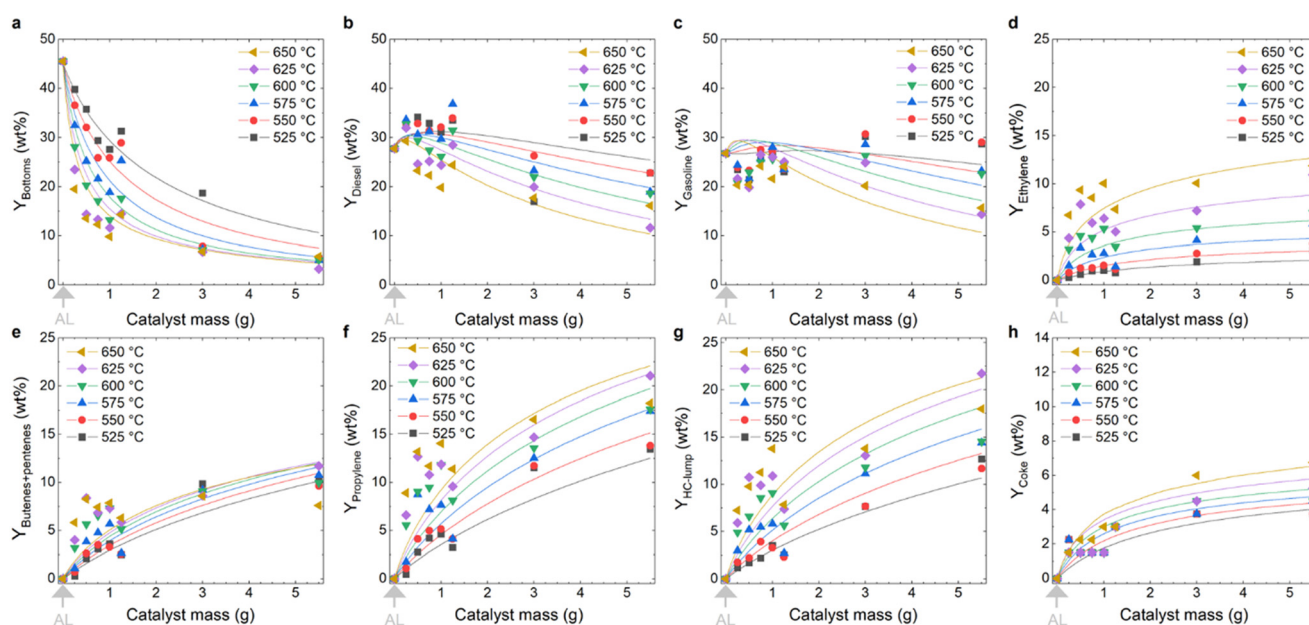 a
b
c
d
50
40
30
20
10
0
Y Bottoms (wt%)
650 °C
625 °C
600 °C
575 °C
550 °C
525 °C
0 1 2 3 4 5
AL
Catalyst mass (g)
50
40
30
20
10
0
Y Diesel (wt%)
650 °C
625 °C
600 °C
575 °C
550 °C
525 °C
0 1 2 3 4 5
AL
Catalyst mass (g)
50
40
30
20
10
0
Y Gasoline (wt%)
650 °C
625 °C
600 °C
575 °C
550 °C
525 °C
0 1 2 3 4 5
AL
Catalyst mass (g)
25
20
15
10
5
0
Y Ethylene (wt%)
650 °C
625 °C
600 °C
575 °C
550 °C
525 °C
0 1 2 3 4 5
AL
Catalyst mass (g)
e
f
g
h
25
20
15
10
5
0
Y Butenes+pentenes (wt%)
650 °C
625 °C
600 °C
575 °C
550 °C
525 °C
0 1 2 3 4 5
AL
Catalyst mass (g)
25
20
15
10
5
0
Y Propylene (wt%)
650 °C
625 °C
600 °C
575 °C
550 °C
525 °C
0 1 2 3 4 5
AL
Catalyst mass (g)
25
20
15
10
5
0
Y HC-lump (wt%)
650 °C
625 °C
600 °C
575 °C
550 °C
525 °C
0 1 2 3 4 5
AL
Catalyst mass (g)
14
12
10
8
6
4
2
0
Y Coke (wt%)
650 °C
625 °C
600 °C
575 °C
550 °C
525 °C
0 1 2 3 4 5
AL
Catalyst mass (g)